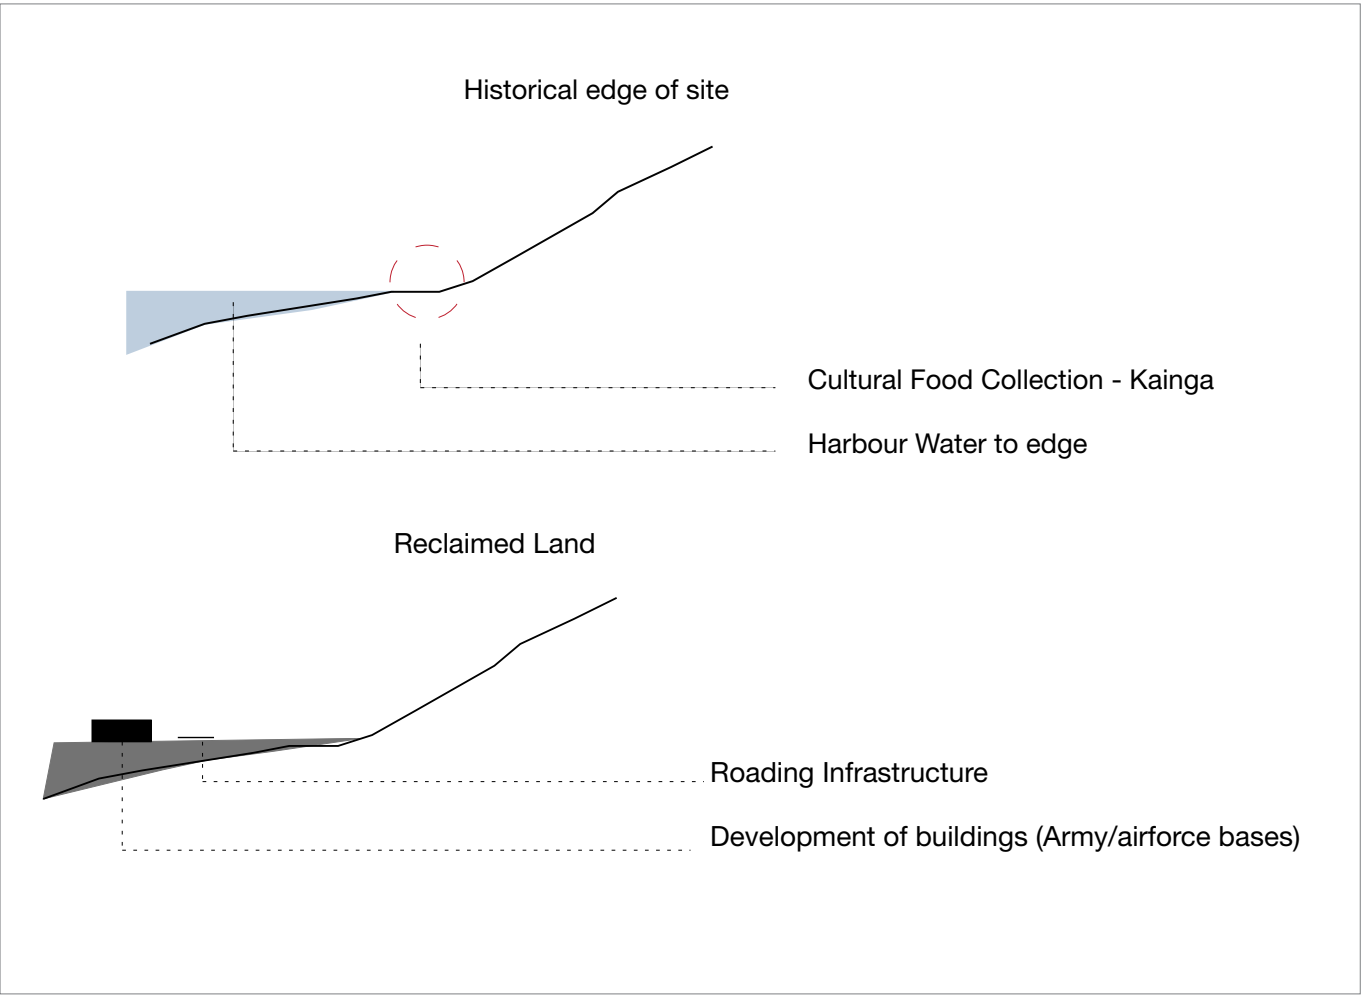 Historical edge of site
Cultural Food Collection - Kainga
Harbour Water to edge
Reclaimed Land
Roading Infrastructure
Development of buildings (Army/airforce bases)